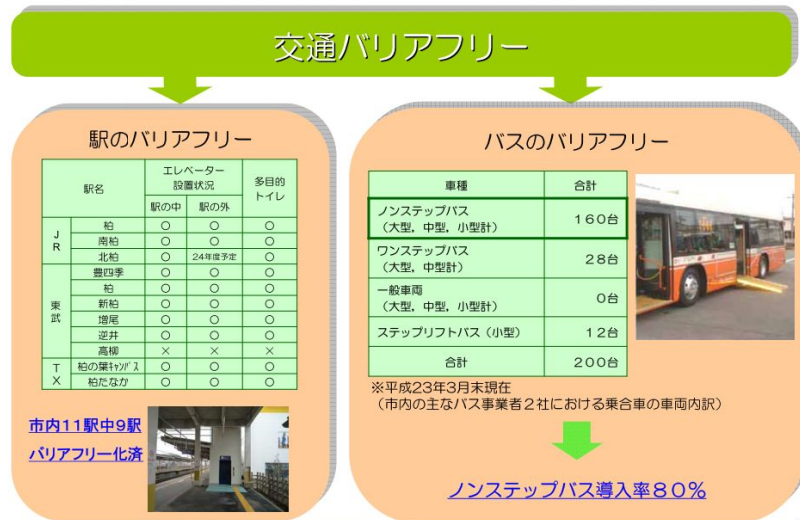 交通バリアフリー
駅のバリアフリー
駅名 エレベーター設置状況 多目的トイレ
駅の中 駅の外
JR 柏 ○ ○ ○
南柏 ○ ○ ○
北柏 ○ 24年度予定 ○
東武 豊四季 ○ ○ ○
柏 ○ ○ ○
新柏 ○ ○ ○
増尾 ○ ○ ○
逆井 ○ ○ ○
高柳 × × ×
TX 柏の葉キャンパス ○ ○ ○
柏たなか ○ ○ ○
市内11駅中9駅
バリアフリー化済
バスのバリアフリー
車種 合計
ノンステップバス
(大型,中型,小型計) 160台
ワンステップバス
(大型,中型計) 28台
一般車両
(大型,中型,小型計) 0台
ステップリフトバス(小型) 12台
合計 200台
※平成23年3月末現在
(市内の主なバス事業者2社における乗合車の車両内訳)
ノンステップバス導入率80%